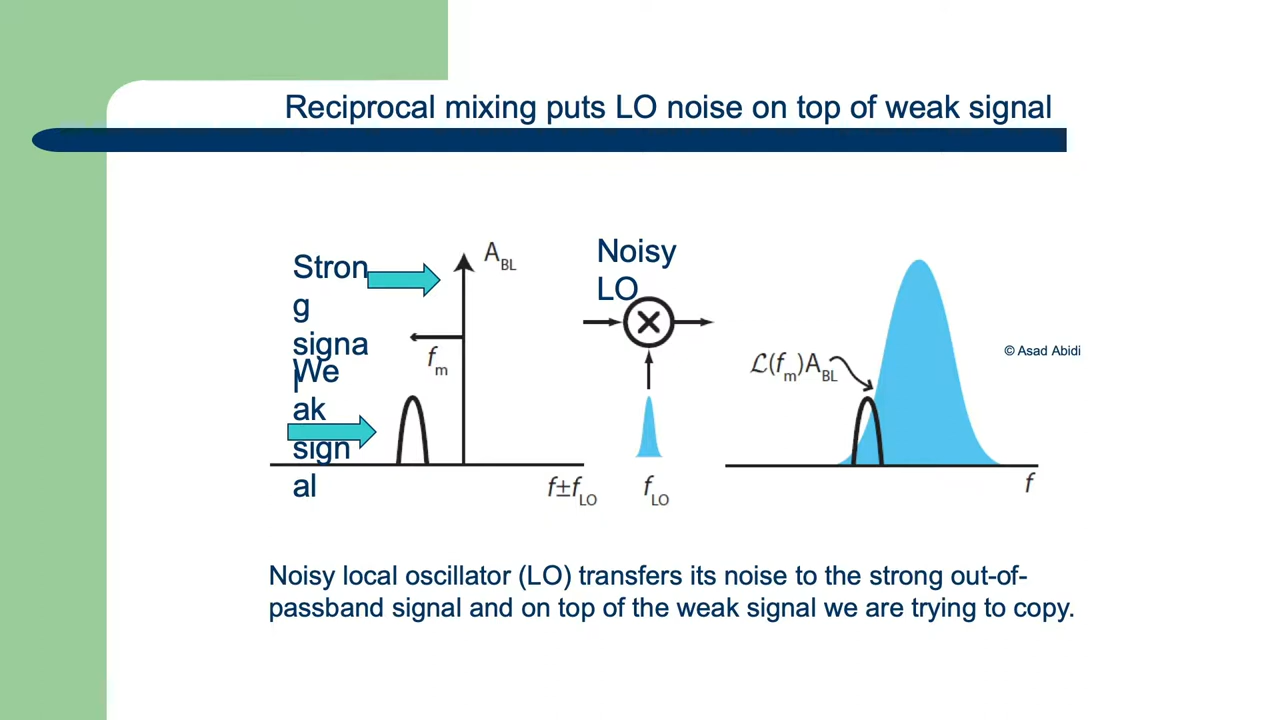 Reciprocal mixing puts LO noise on top of weak signal
Stron
g
signa
l
We
ak
sign
al
A_BL
f_m
f±f_LO
Noisy
LO
f_LO
ℒ(f_m)A_BL
© Asad Abidi
f
Noisy local oscillator (LO) transfers its noise to the strong out-of-
passband signal and on top of the weak signal we are trying to copy.